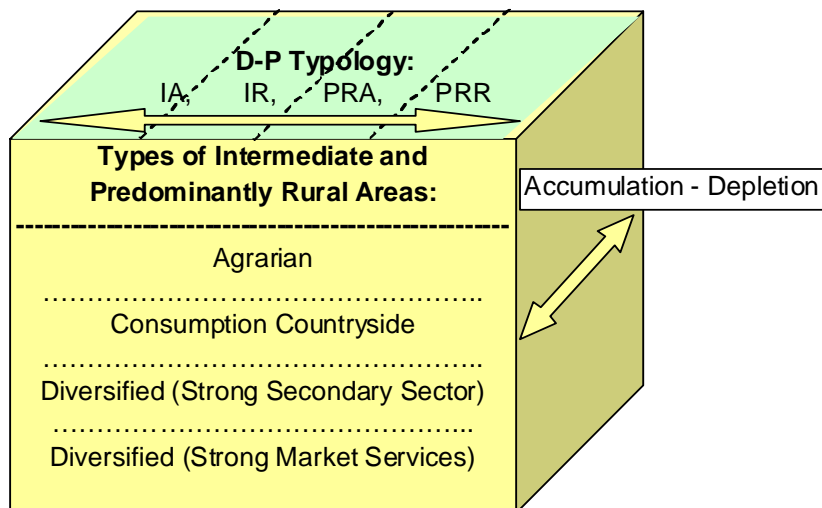 D-P Typology:
IA, IR, PRA, PRR
Types of Intermediate and
Predominantly Rural Areas:
Accumulation - Depletion
Agrarian
Consumption Countryside
Diversified (Strong Secondary Sector)
Diversified (Strong Market Services)